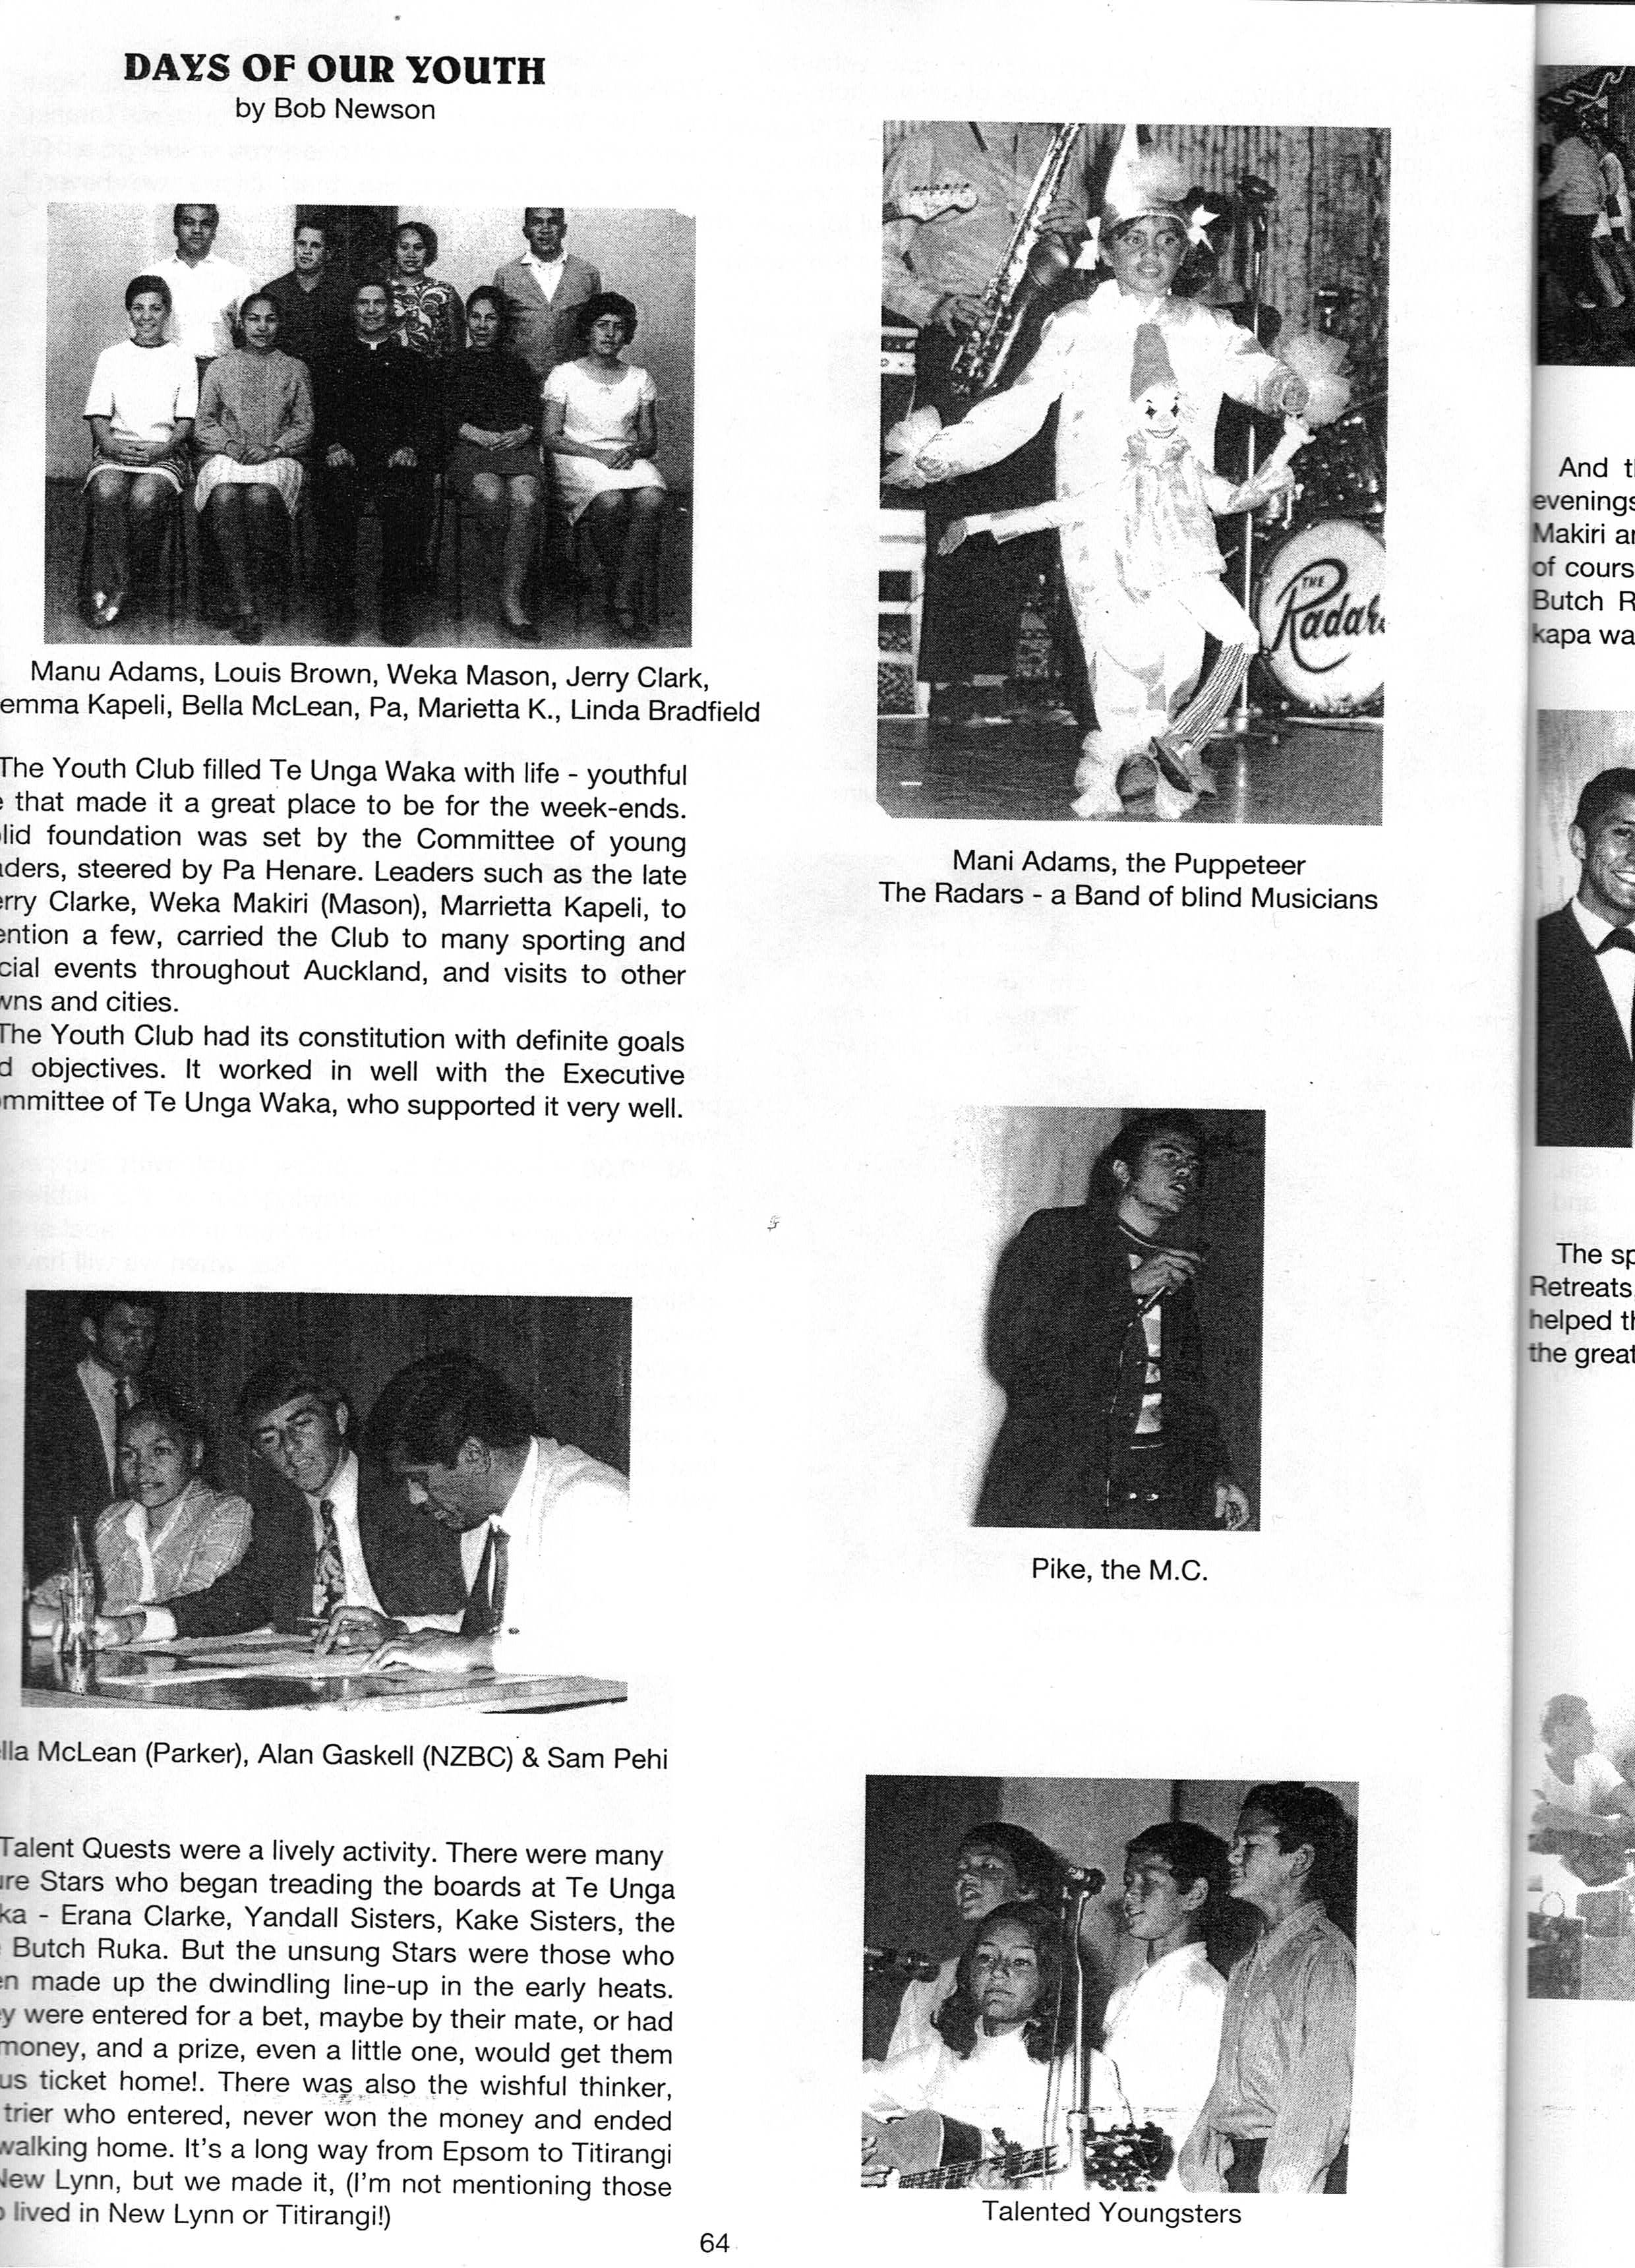 DAYS OF OUR YOUTH
by Bob Newson
Manu Adams, Louis Brown, Weka Mason, Jerry Clark,
emma Kapeli, Bella McLean, Pa, Marietta K., Linda Bradfield
The Youth Club filled Te Unga Waka with life - youthful
that made it a great place to be for the week-ends.
lid foundation was set by the Committee of young
ders, steered by Pa Henare. Leaders such as the late
rry Clarke, Weka Makiri (Mason), Marrietta Kapeli, to
ention a few, carried the Club to many sporting and
cial events throughout Auckland, and visits to other
wns and cities.
The Youth Club had its constitution with definite goals
d objectives. It worked in well with the Executive
mmittee of Te Unga Waka, who supported it very well.
lla McLean (Parker), Alan Gaskell (NZBC) & Sam Pehi
Talent Quests were a lively activity. There were many
re Stars who began treading the boards at Te Unga
ka - Erana Clarke, Yandall Sisters, Kake Sisters, the
Butch Ruka. But the unsung Stars were those who
en made up the dwindling line-up in the early heats.
y were entered for a bet, maybe by their mate, or had
money, and a prize, even a little one, would get them
us ticket home!. There was also the wishful thinker,
trier who entered, never won the money and ended
walking home. It's a long way from Epsom to Titirangi
New Lynn, but we made it, (I'm not mentioning those
lived in New Lynn or Titirangi!)
THE
Radars
Mani Adams, the Puppeteer
The Radars - a Band of blind Musicians
Pike, the M.C.
Talented Youngsters
64
And t
evenings
Makiri a
of cours
Butch R
kapa wa
The sp
Retreats
helped th
the great